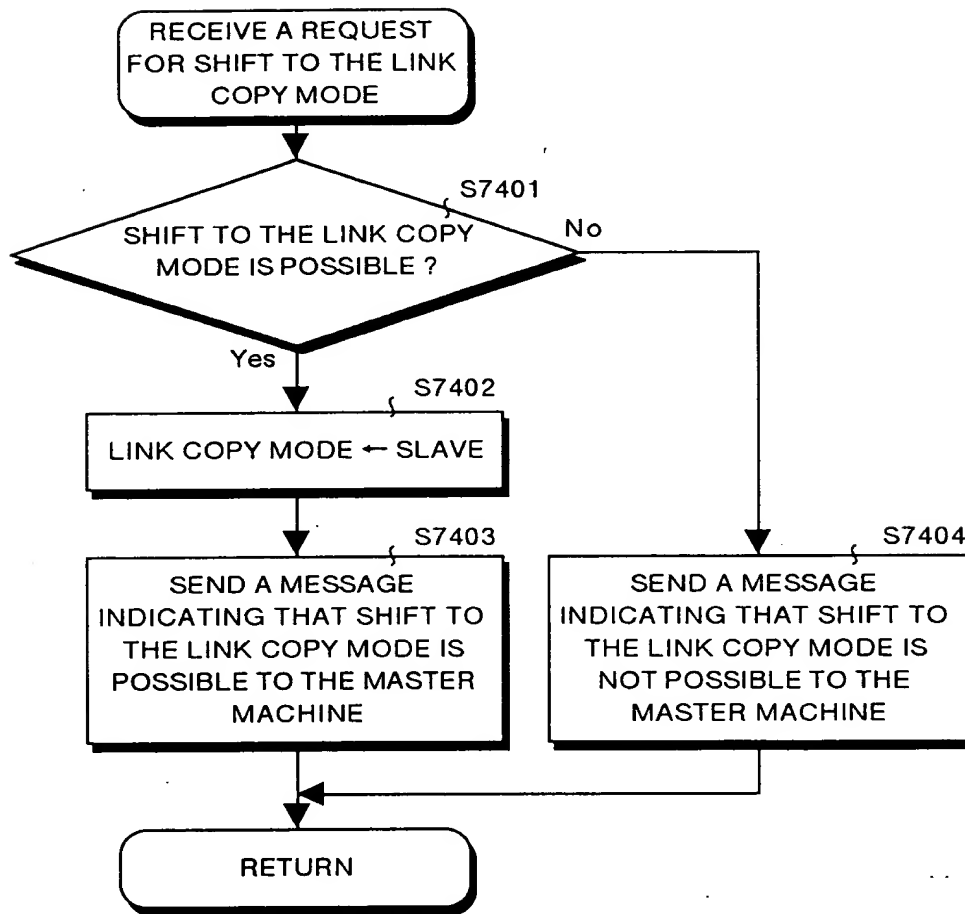 RECEIVE A REQUEST
FOR SHIFT TO THE LINK
COPY MODE
S7401
SHIFT TO THE LINK COPY
MODE IS POSSIBLE ?
No
Yes
S7402
LINK COPY MODE ← SLAVE
S7403
SEND A MESSAGE
INDICATING THAT SHIFT TO
THE LINK COPY MODE IS
POSSIBLE TO THE MASTER
MACHINE
S7404
SEND A MESSAGE
INDICATING THAT SHIFT TO
THE LINK COPY MODE IS
NOT POSSIBLE TO THE
MASTER MACHINE
RETURN